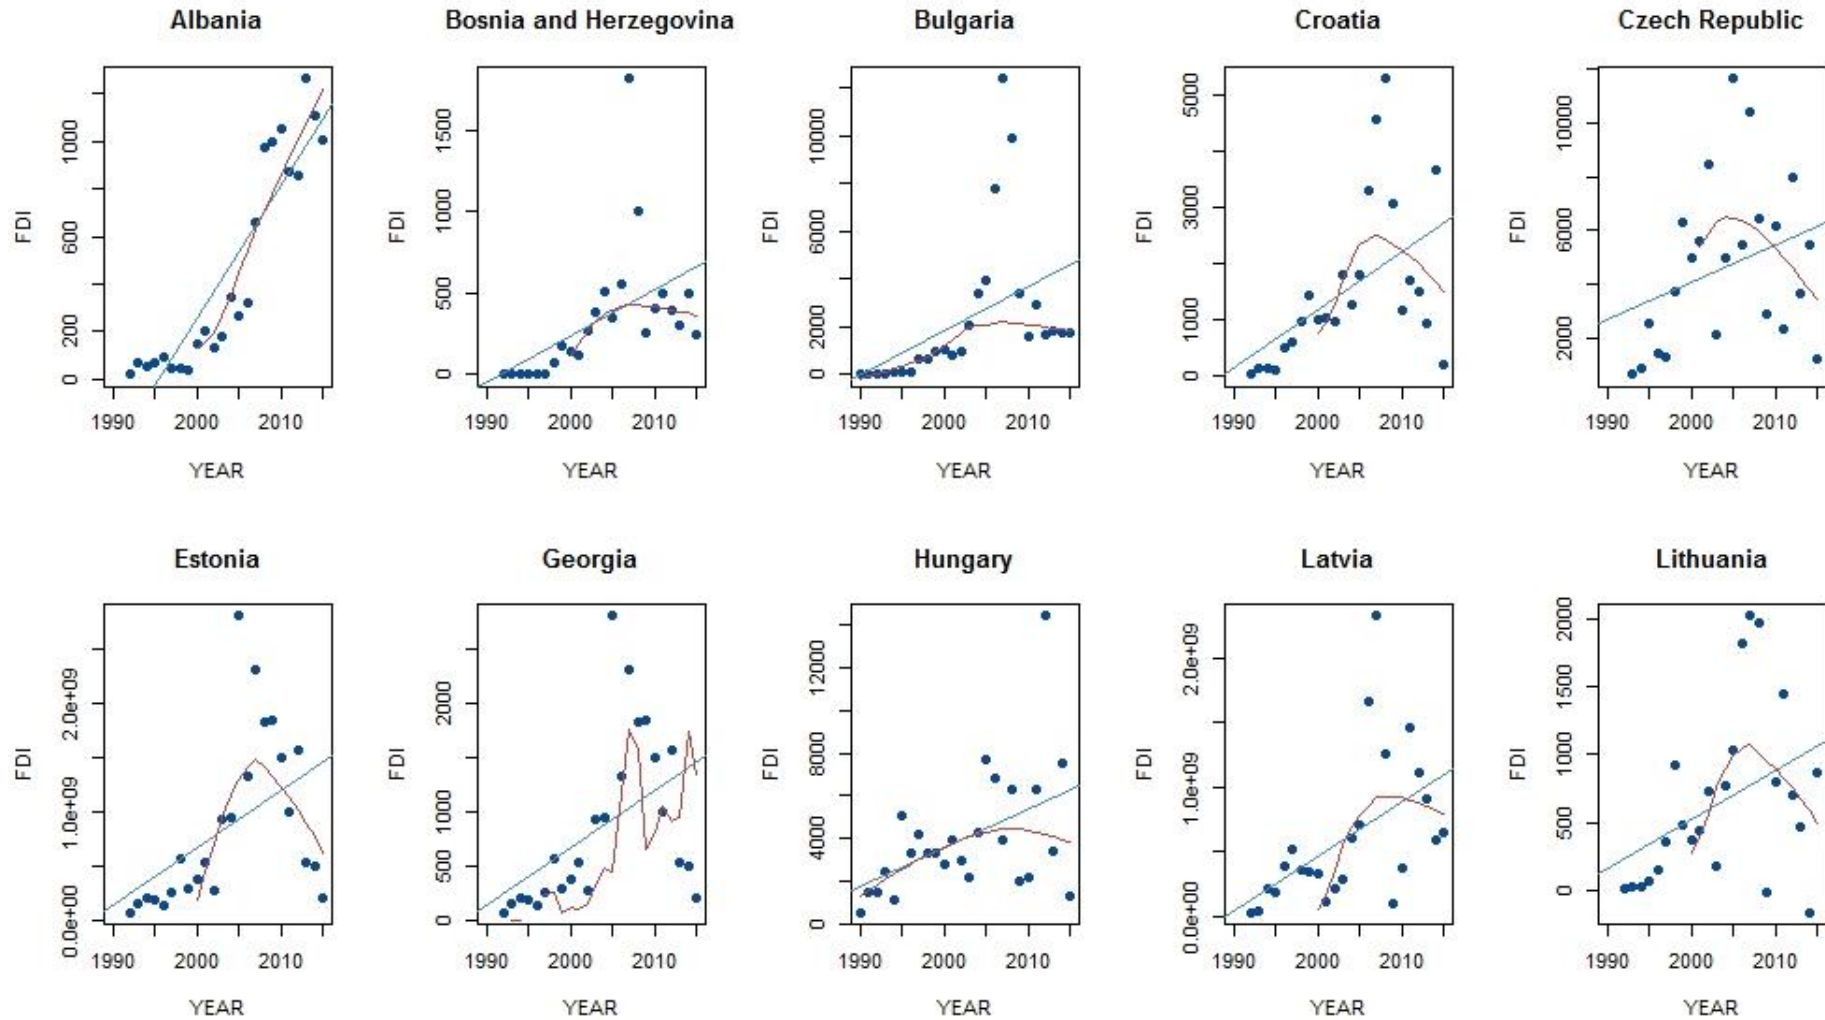 Albania
Bosnia and Herzegovina
Bulgaria
Croatia
Czech Republic
FDI
0 200 600 1000
1990 2000 2010
YEAR
FDI
0 500 1000 1500
1990 2000 2010
YEAR
FDI
0 2000 6000 10000
1990 2000 2010
YEAR
FDI
0 1000 3000 5000
1990 2000 2010
YEAR
FDI
2000 6000 10000
1990 2000 2010
YEAR
Estonia
Georgia
Hungary
Latvia
Lithuania
FDI
0.0e+00 1.0e+09 2.0e+09
1990 2000 2010
YEAR
FDI
0 500 1000 2000
1990 2000 2010
YEAR
FDI
0 4000 8000 12000
1990 2000 2010
YEAR
FDI
0.0e+00 1.0e+09 2.0e+09
1990 2000 2010
YEAR
FDI
0 500 1000 1500 2000
1990 2000 2010
YEAR